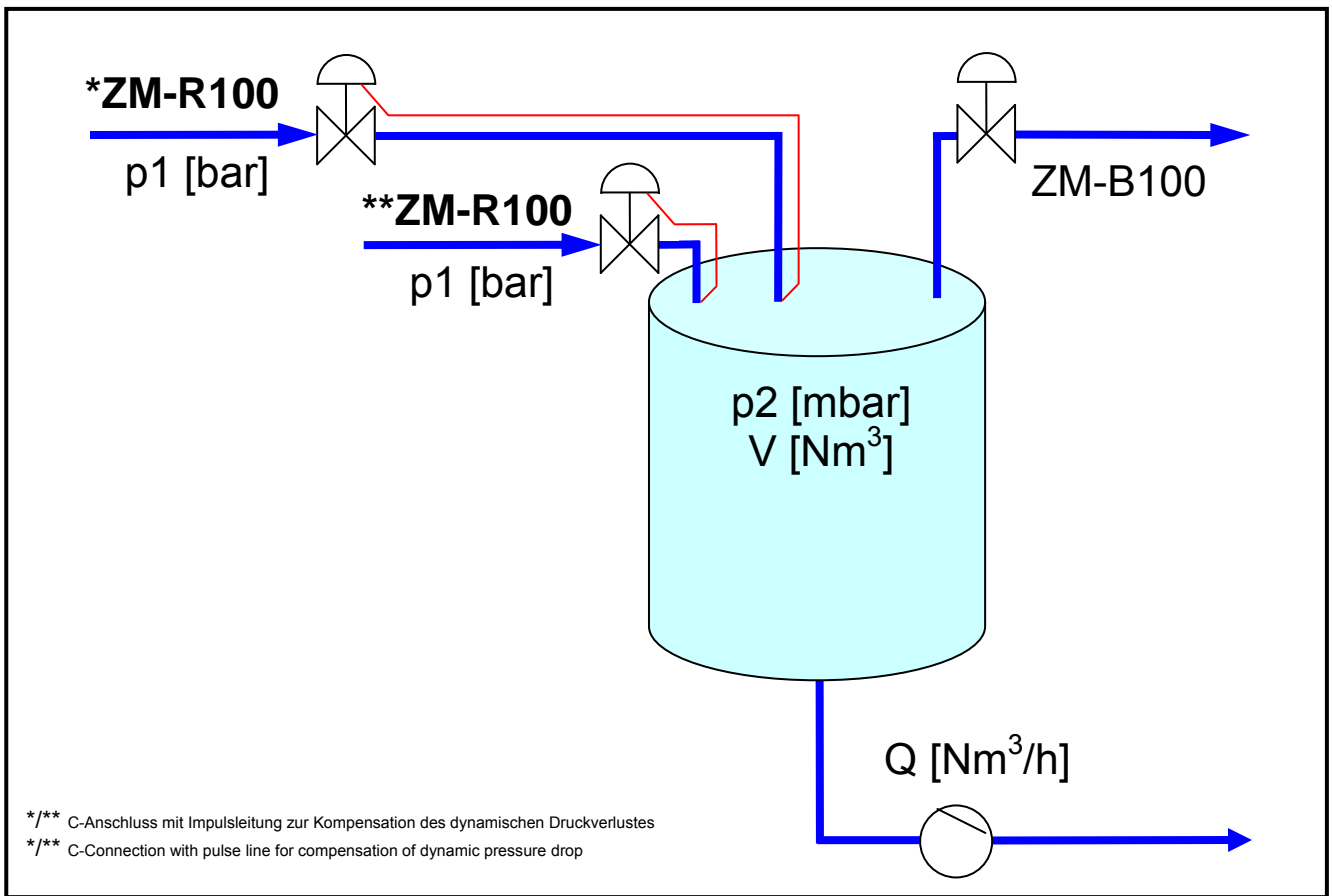 *ZM-R100
p1 [bar]
**ZM-R100
p1 [bar]
ZM-B100
p2 [mbar]
V [Nm³]
Q [Nm³/h]
*/** C-Anschluss mit Impulsleitung zur Kompensation des dynamischen Druckverlustes
*/** C-Connection with pulse line for compensation of dynamic pressure drop